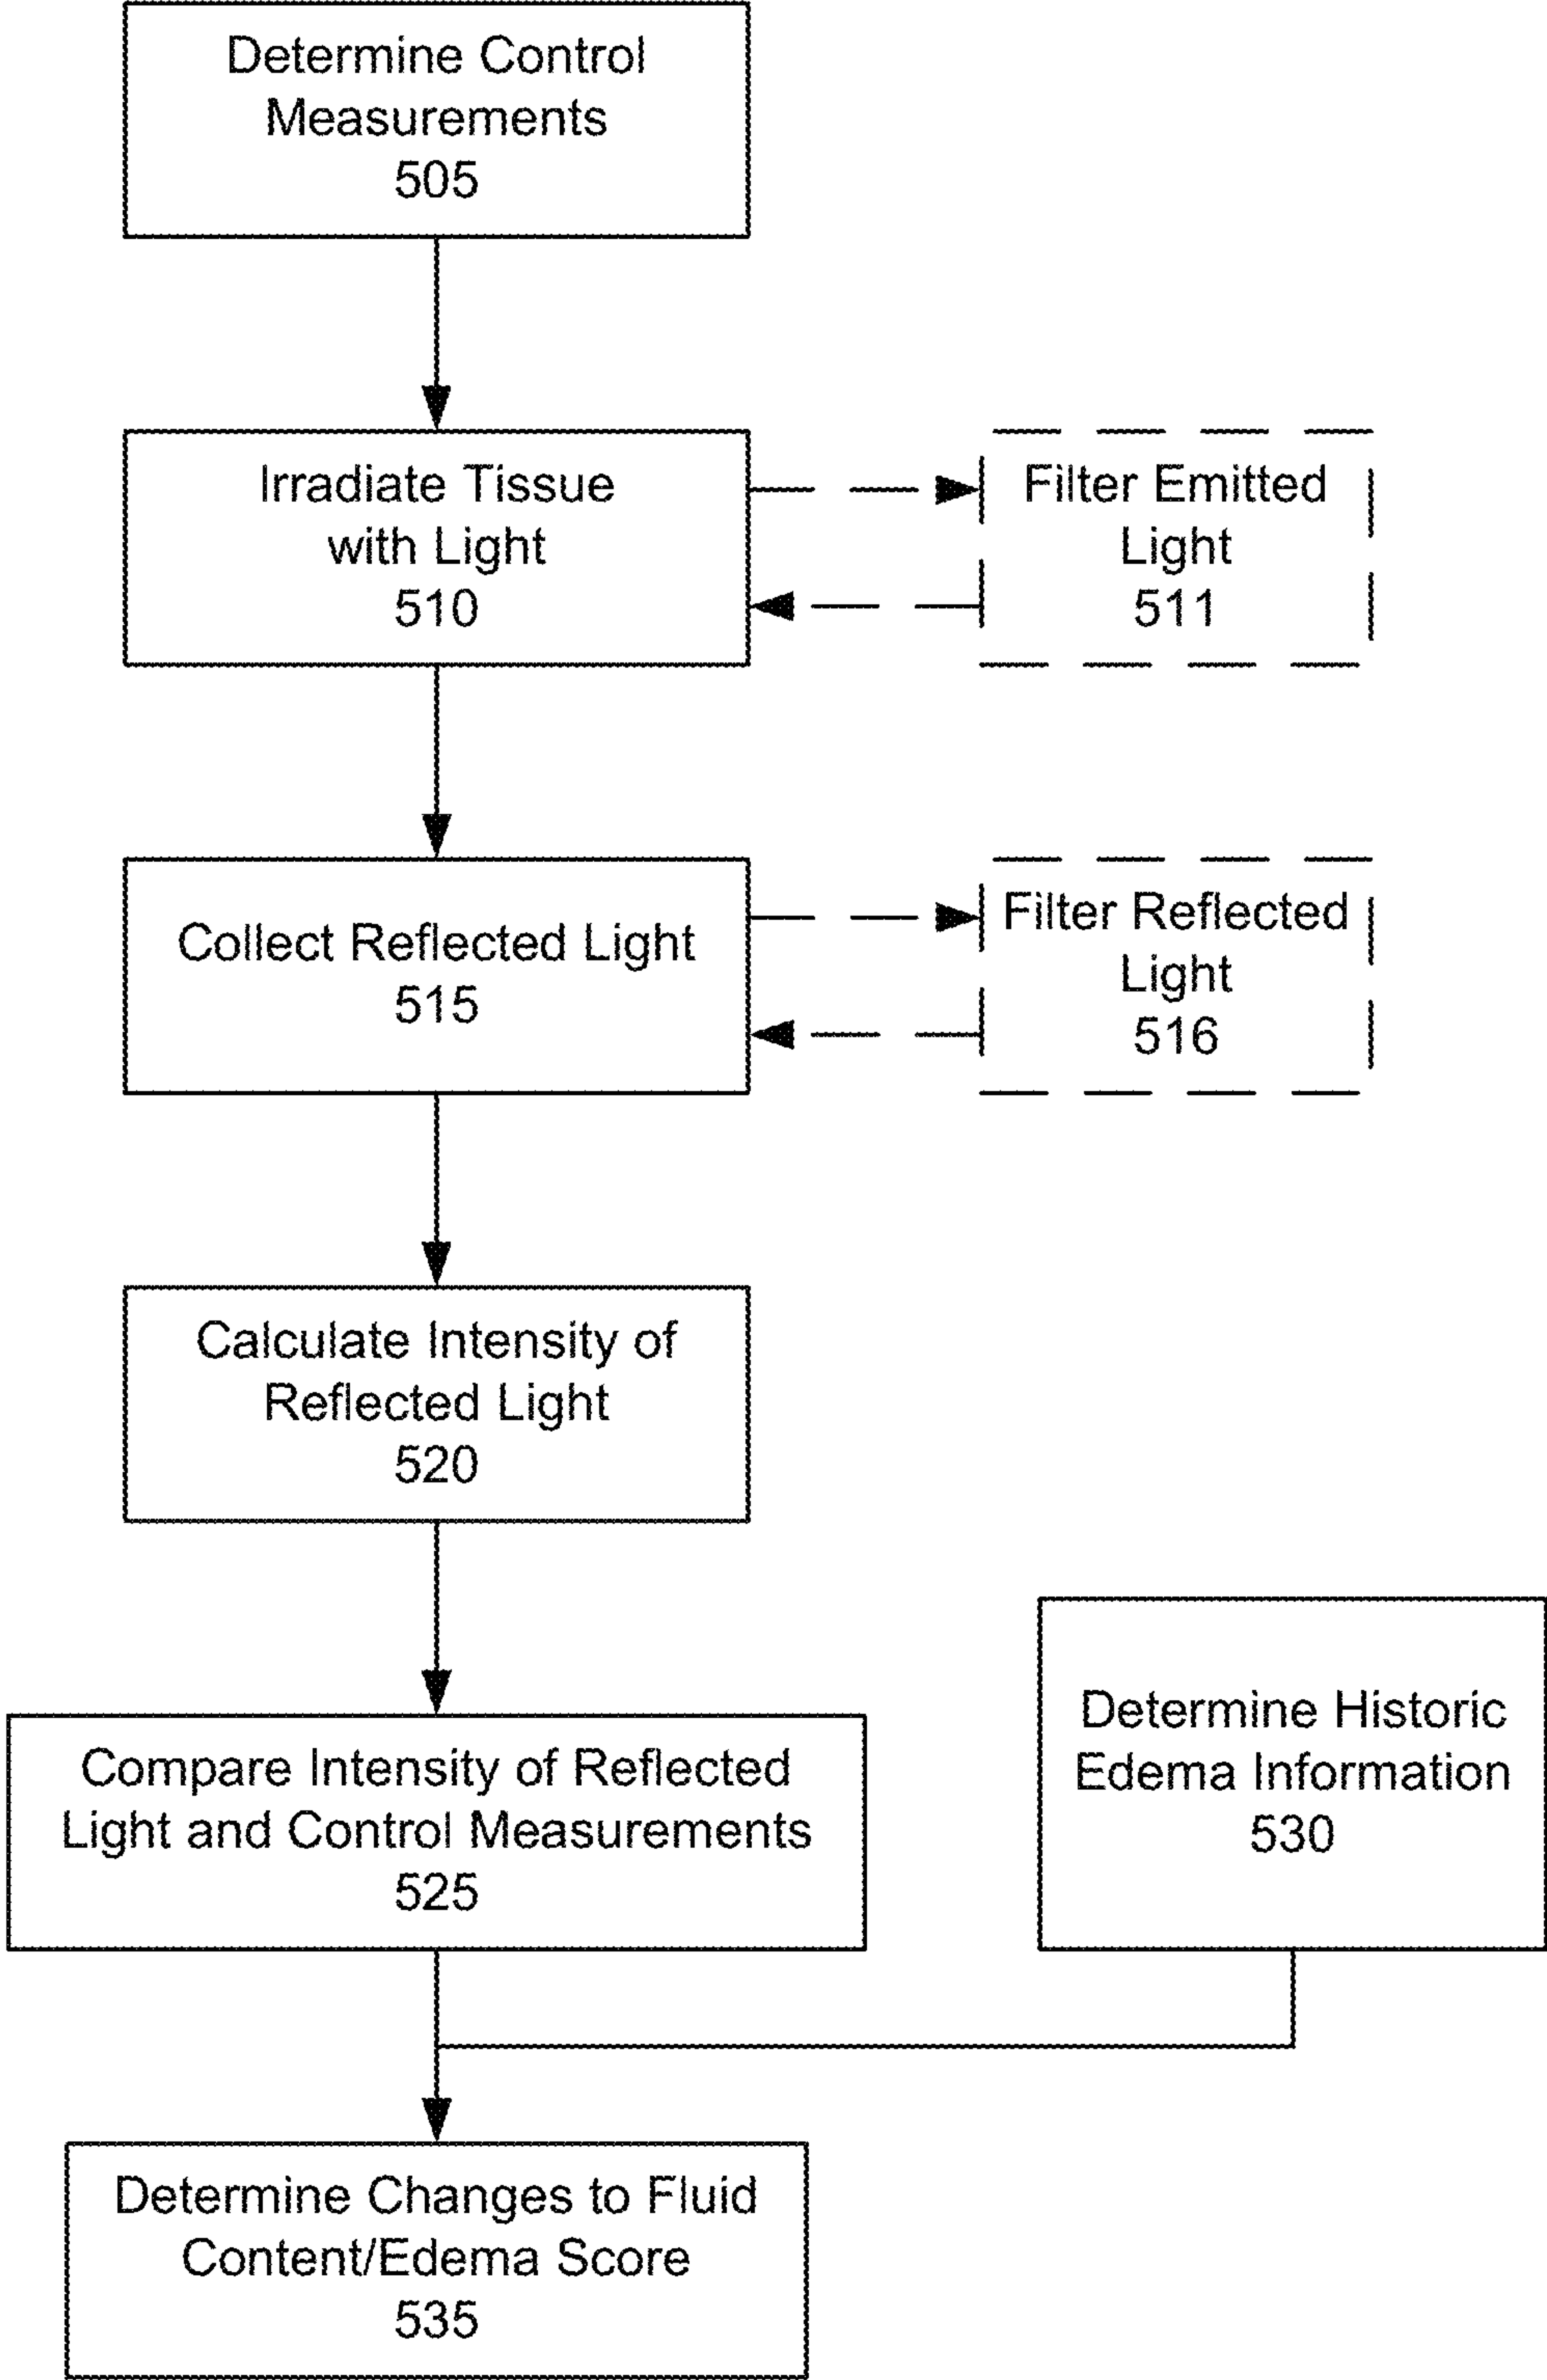 Determine Control
Measurements
505
Irradiate Tissue
with Light
510
Filter Emitted
Light
511
Collect Reflected Light
515
Filter Reflected
Light
516
Calculate Intensity of
Reflected Light
520
Compare Intensity of Reflected
Light and Control Measurements
525
Determine Historic
Edema Information
530
Determine Changes to Fluid
Content/Edema Score
535